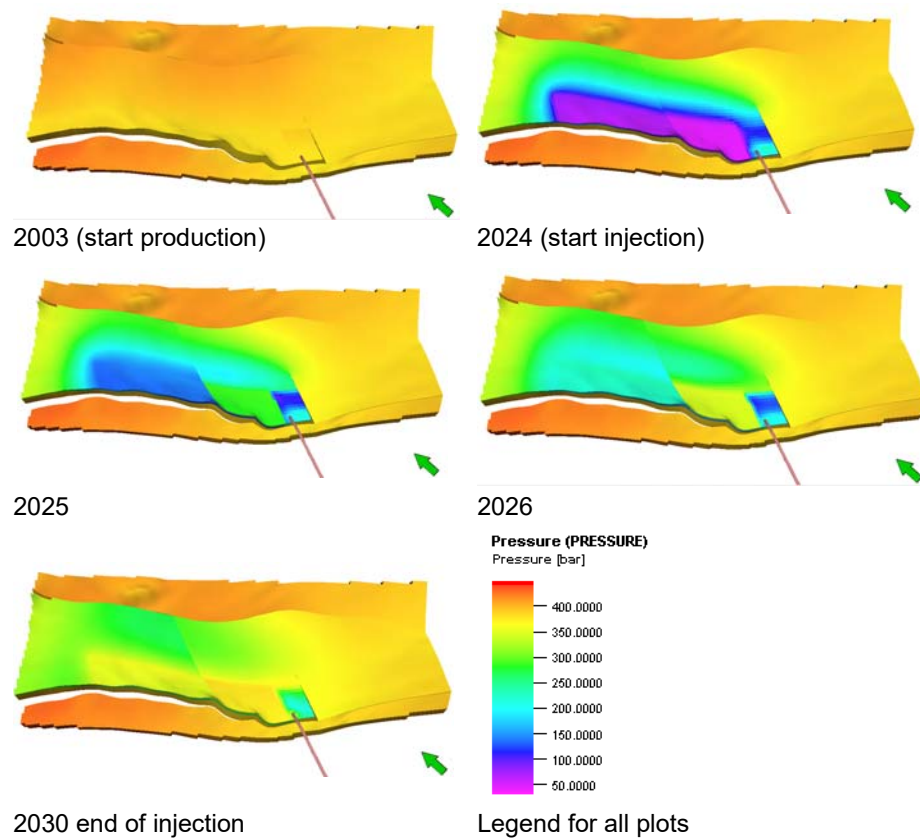 2003 (start production)
2024 (start injection)
2025
2026
Pressure (PRESSURE)
Pressure [bar]
400.0000
350.0000
300.0000
250.0000
200.0000
150.0000
100.0000
50.0000
2030 end of injection
Legend for all plots